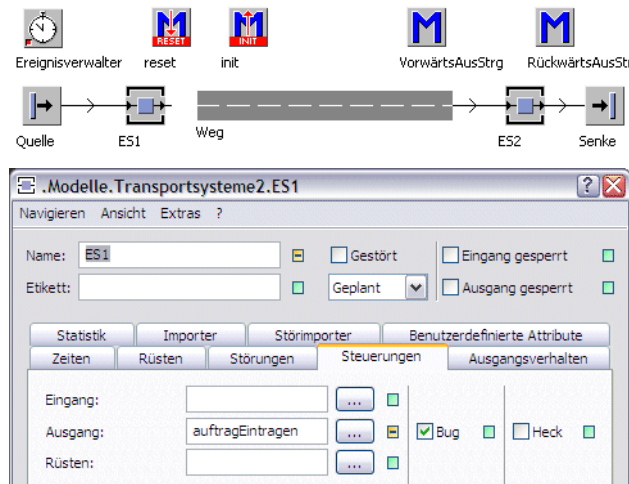 RESET INIT
Ereignisverwalter reset init VorwärtsAusStrg RückwärtsAusStr
Quelle ES1 Weg ES2 Senke
.Modelle.Transportsysteme2.ES1
Navigieren Ansicht Extras ?
Name: ES1 Gestört Eingang gesperrt
Etikett: Geplant Ausgang gesperrt
Statistik Importer Störimporter Benutzerdefinierte Attribute
Zeiten Rüsten Störungen Steuerungen Ausgangsverhalten
Eingang: ...
Ausgang: auftragEintragen ... Bug Heck
Rüsten: ...